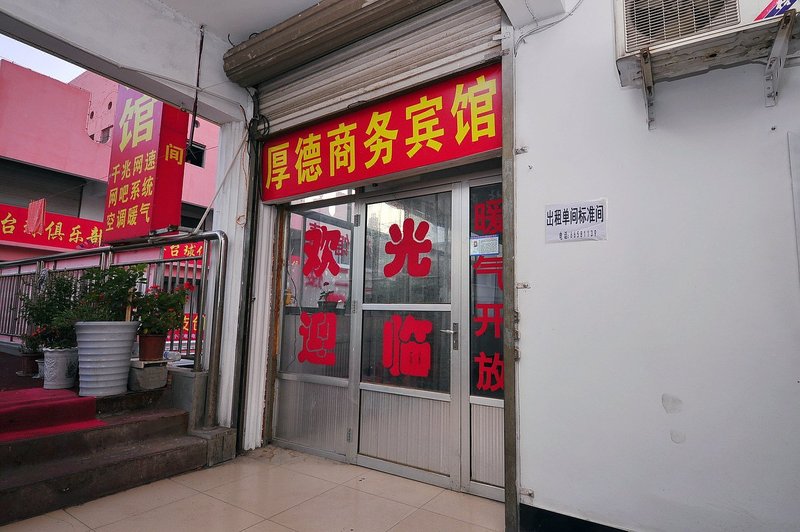 厚德商务宾馆
欢迎
光临
暖气开放
出租单间标准间
馆
间
千兆网速
网吧系统
空调暖气
台球俱乐部